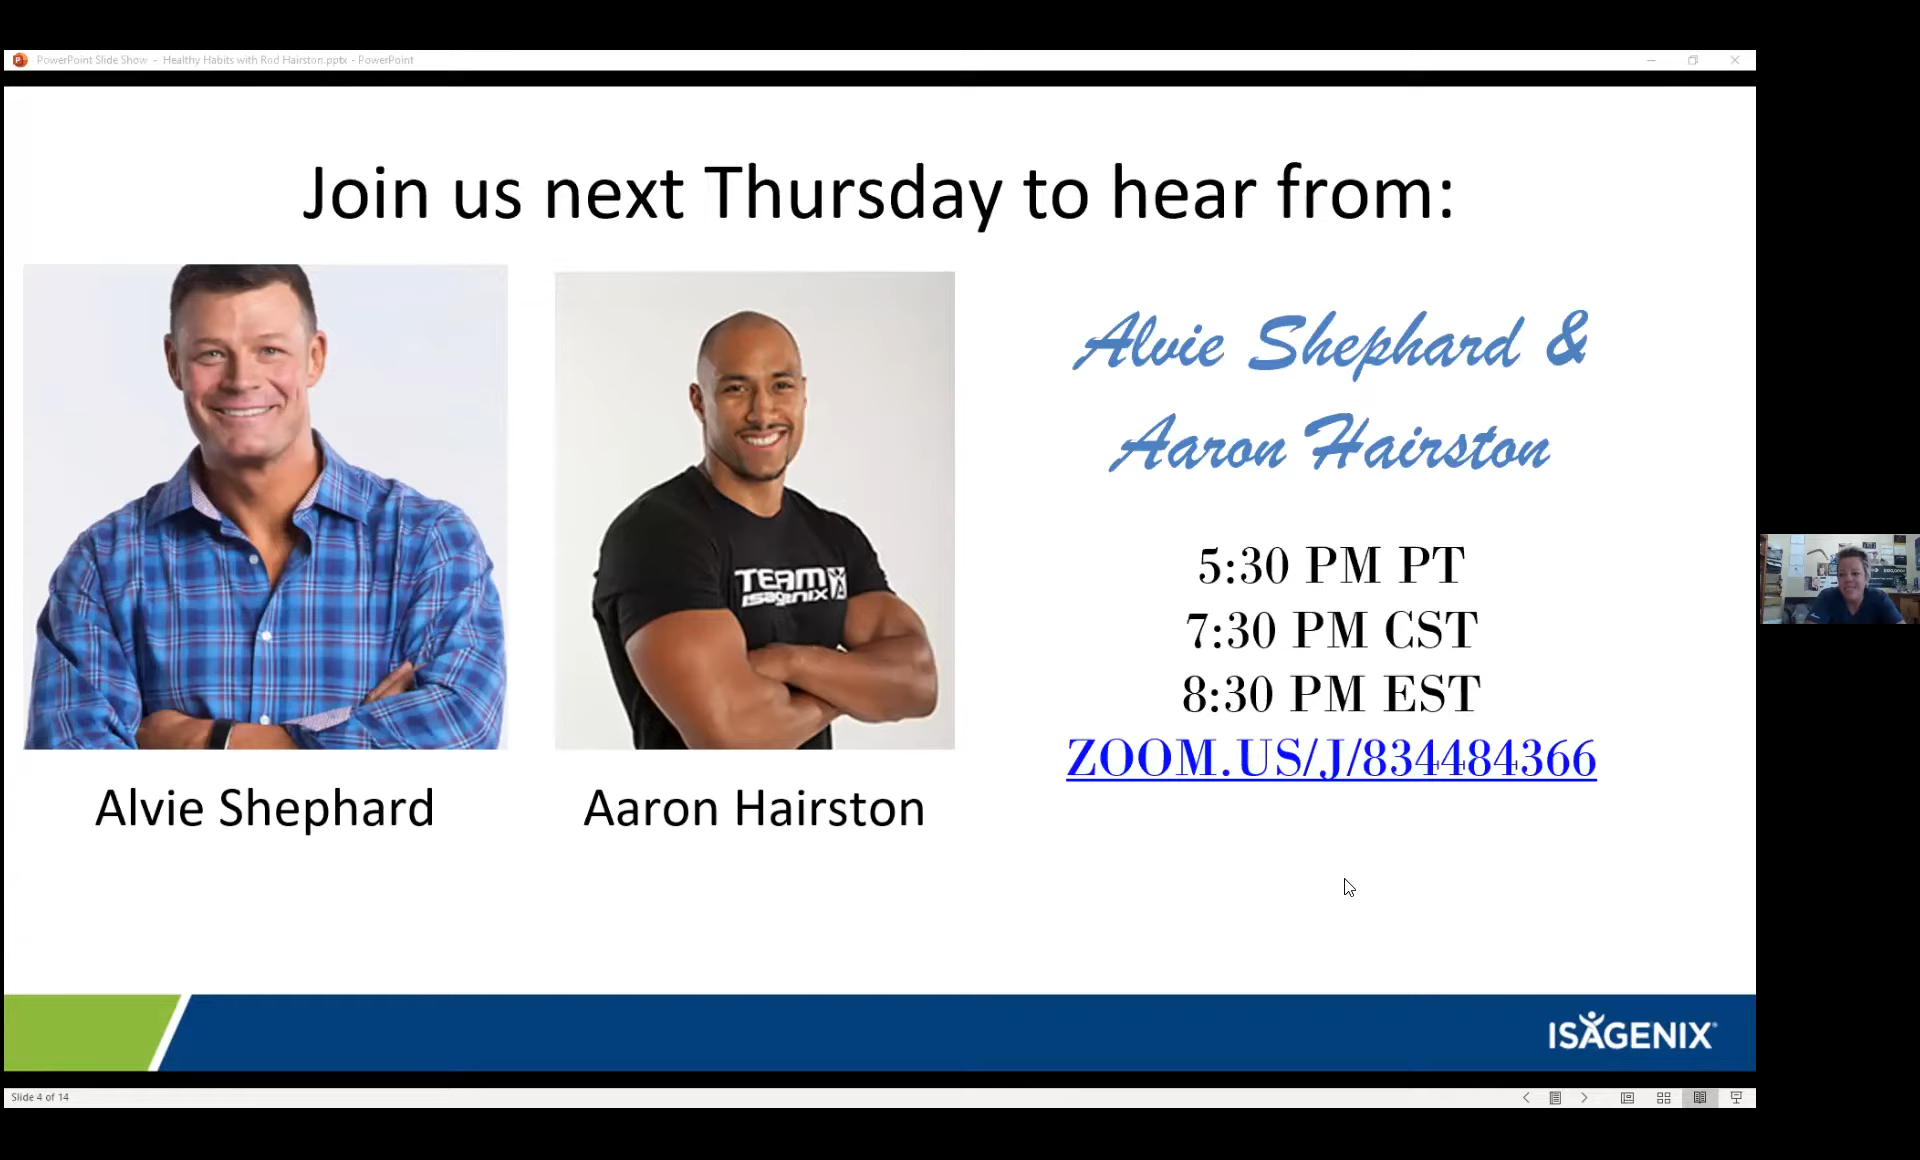 PowerPoint Slide Show - Healthy Habits with Rod Hairston.pptx - PowerPoint
Join us next Thursday to hear from:
Alvie Shephard &
Aaron Hairston
TEAM
ISAGENIX
5:30 PM PT
7:30 PM CST
8:30 PM EST
ZOOM.US/J/834484366
Alvie Shephard
Aaron Hairston
ISAGENIX
Slide 4 of 14